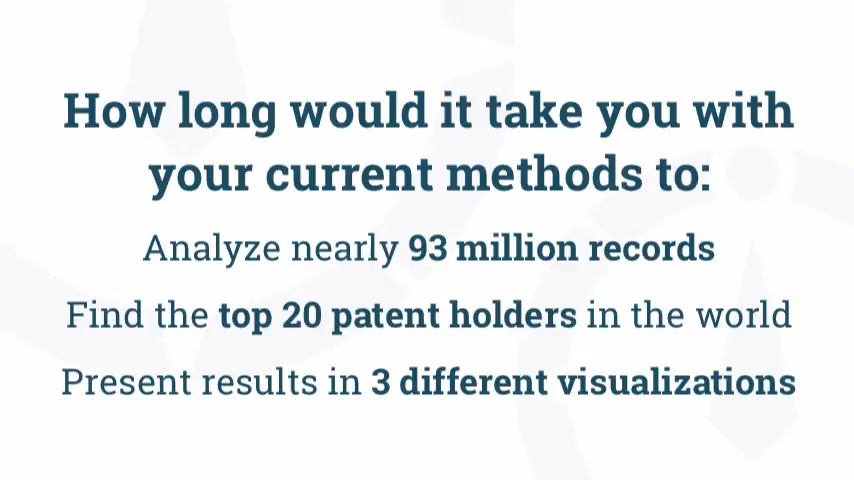 How long would it take you with
your current methods to:
Analyze nearly 93 million records
Find the top 20 patent holders in the world
Present results in 3 different visualizations